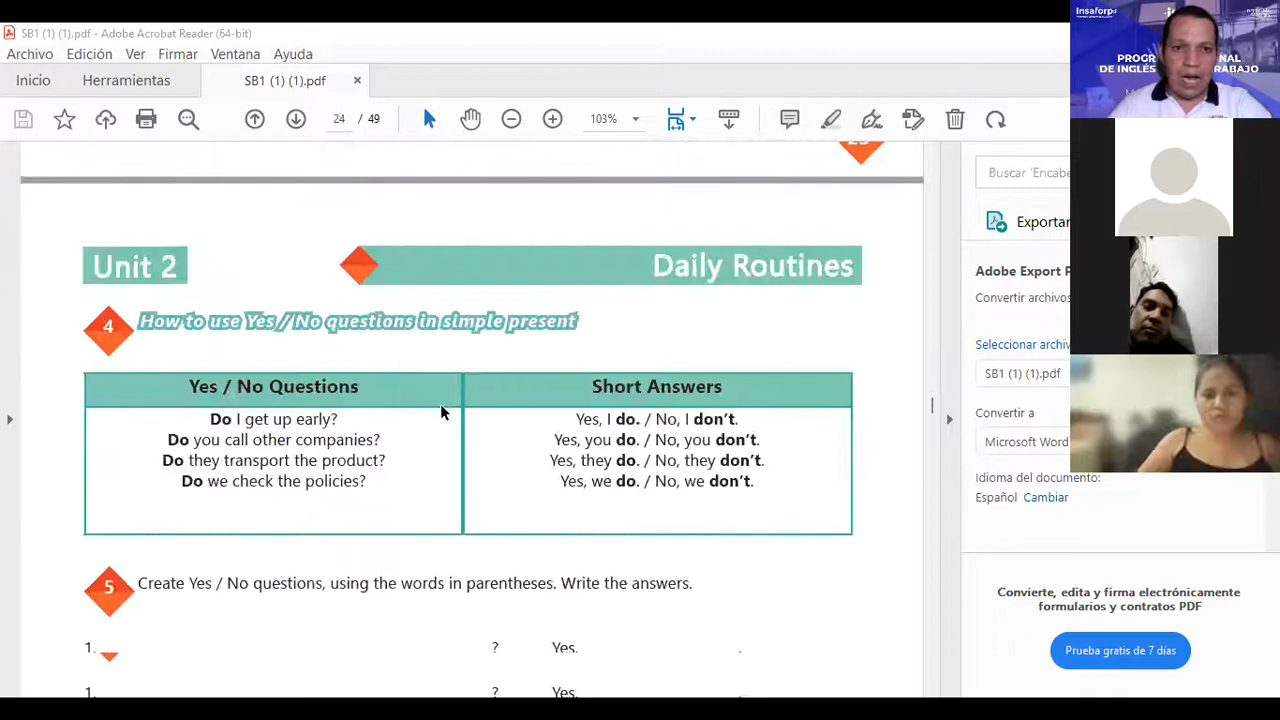 SB1 (1) (1).pdf - Adobe Acrobat Reader (64-bit)
Archivo Edición Ver Firmar Ventana Ayuda
Inicio Herramientas SB1 (1) (1).pdf ×
24 / 49 103%
Unit 2 Daily Routines
4 How to use Yes / No questions in simple present
Yes / No Questions Short Answers
Do I get up early? Yes, I do. / No, I don't.
Do you call other companies? Yes, you do. / No, you don't.
Do they transport the product? Yes, they do. / No, they don't.
Do we check the policies? Yes, we do. / No, we don't.
5 Create Yes / No questions, using the words in parentheses. Write the answers.
1. ? Yes. .
1. ? Yes.
Buscar 'Encabe
Exportar
Adobe Export P
Convertir archivos
Seleccionar archiv
SB1 (1) (1).pdf
Convertir a
Microsoft Word
Idioma del documento:
Español Cambiar
Convierte, edita y firma electrónicamente
formularios y contratos PDF
Prueba gratis de 7 días
Insaforp
PROGR NAL
DE INGLÉS RABAJO